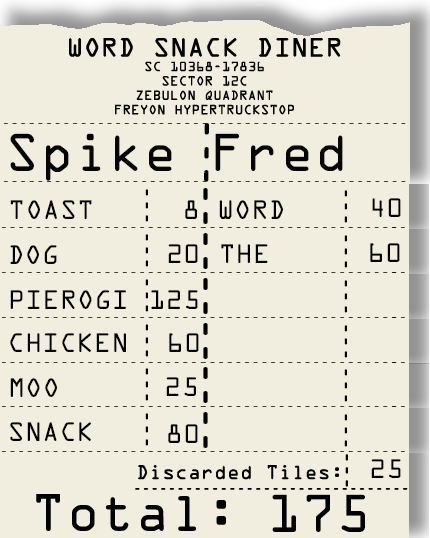 WORD SNACK DINER
SC 10368-17836
SECTOR 12C
ZEBULON QUADRANT
FREYON HYPERTRUCKSTOP
Spike Fred
TOAST 8 WORD 40
DOG 20 THE 60
PIEROGI 125
CHICKEN 60
MOO 25
SNACK 80
Discarded Tiles: 25
Total: 175